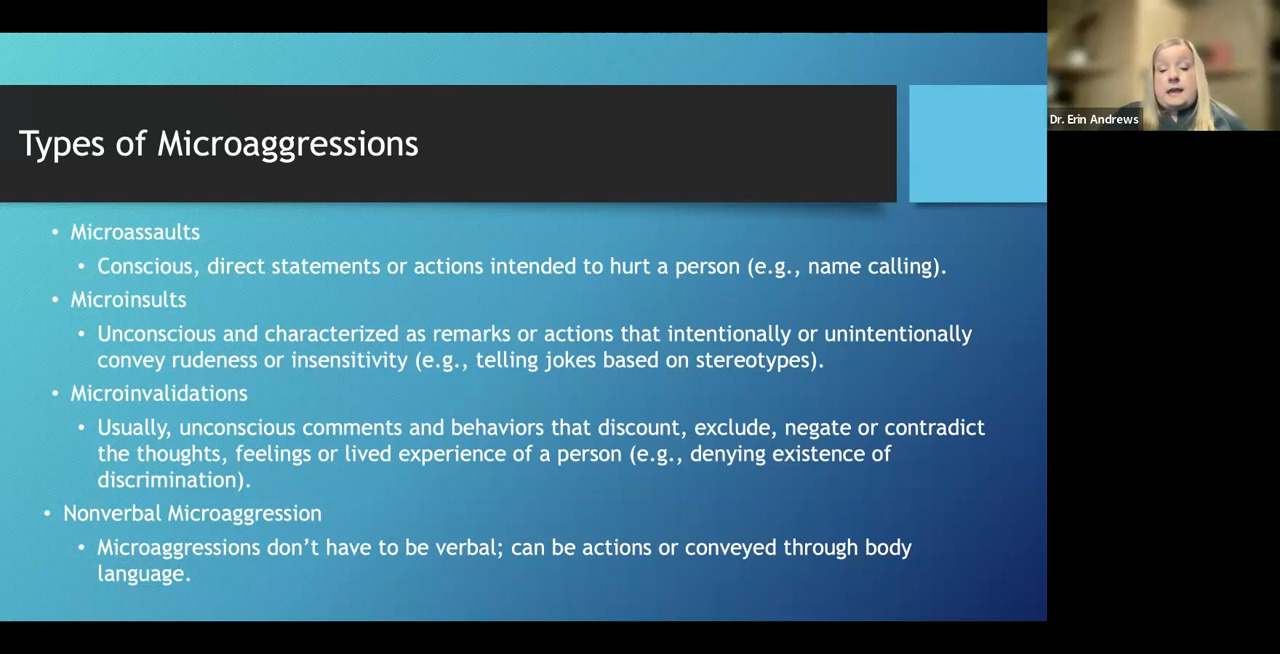 Types of Microaggressions
Dr. Erin Andrews
• Microassaults
• Conscious, direct statements or actions intended to hurt a person (e.g., name calling).
• Microinsults
• Unconscious and characterized as remarks or actions that intentionally or unintentionally
convey rudeness or insensitivity (e.g., telling jokes based on stereotypes).
• Microinvalidations
• Usually, unconscious comments and behaviors that discount, exclude, negate or contradict
the thoughts, feelings or lived experience of a person (e.g., denying existence of
discrimination).
• Nonverbal Microaggression
• Microaggressions don’t have to be verbal; can be actions or conveyed through body
language.